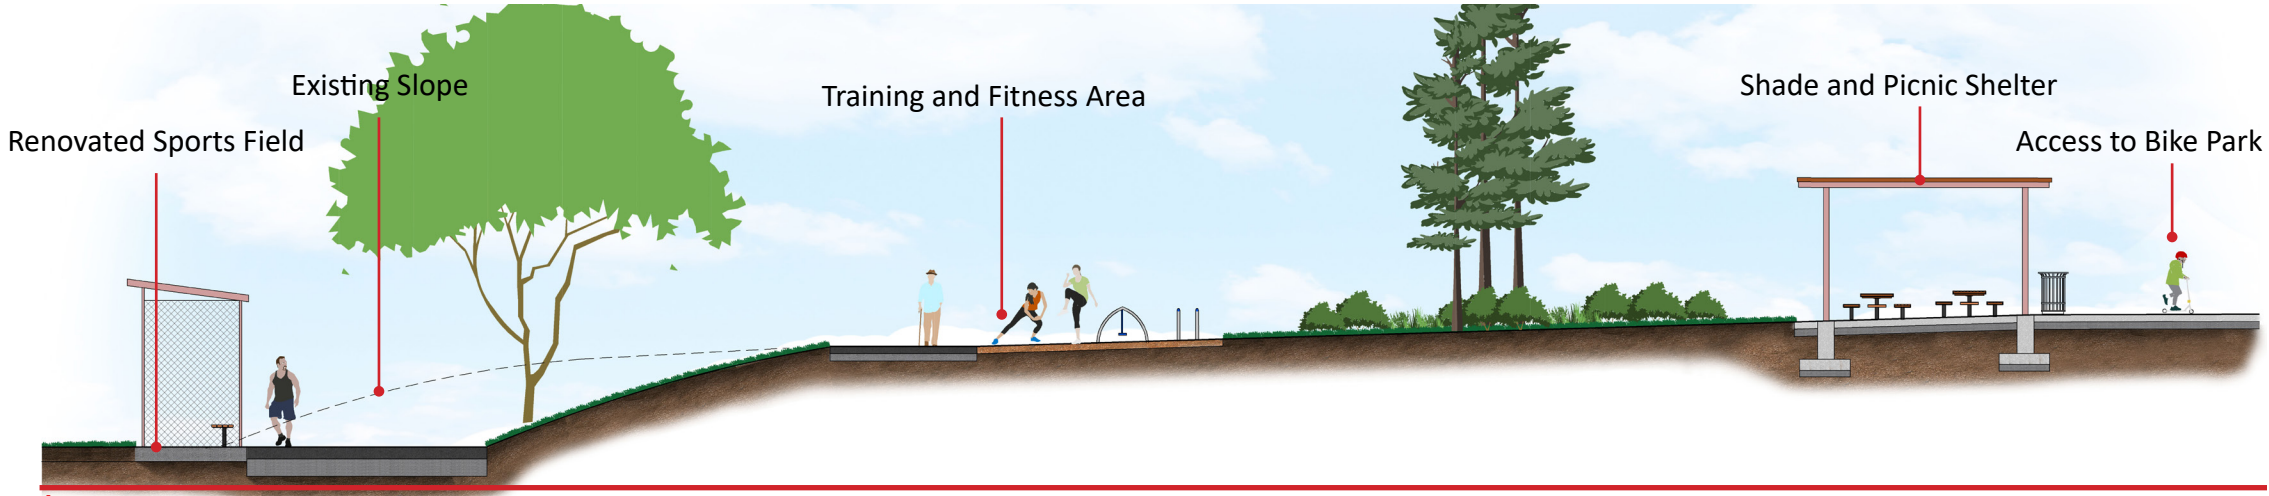 Existing Slope
Training and Fitness Area
Shade and Picnic Shelter
Renovated Sports Field
Access to Bike Park